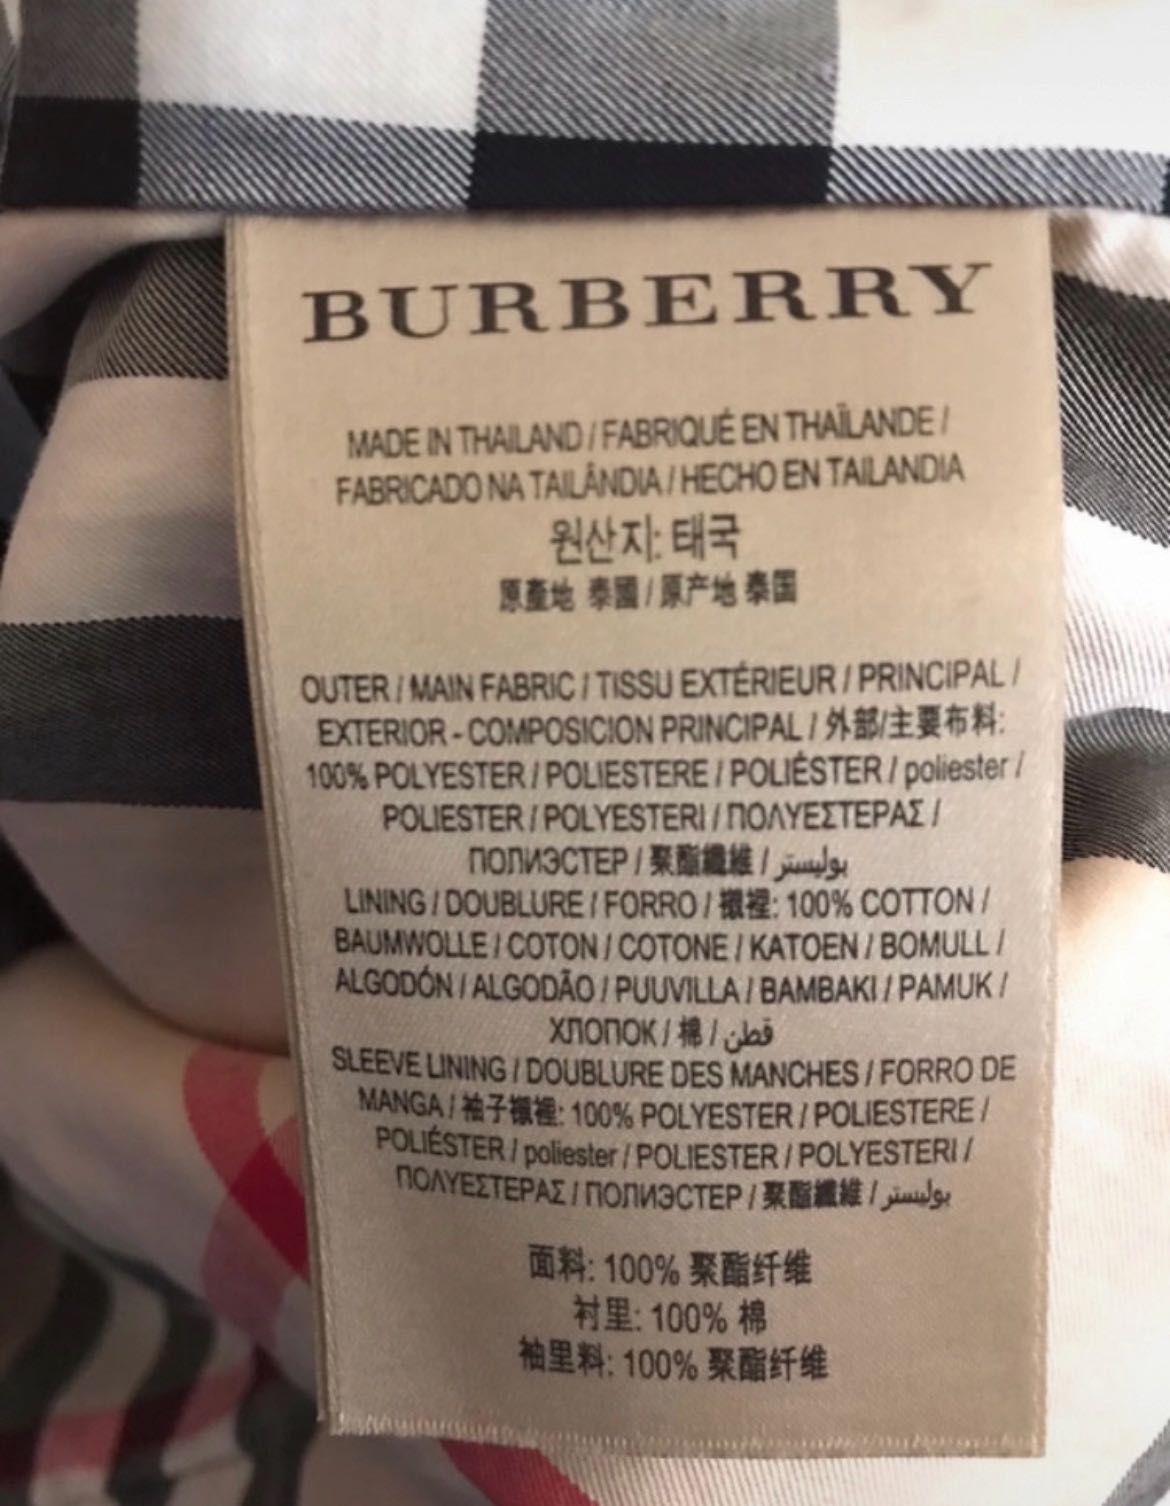 BURBERRY
MADE IN THAILAND / FABRIQUÉ EN THAÏLANDE /
FABRICADO NA TAILÂNDIA / HECHO EN TAILANDIA
원산지: 태국
原產地 泰國 / 原产地 泰国
OUTER / MAIN FABRIC / TISSU EXTÉRIEUR / PRINCIPAL /
EXTERIOR - COMPOSICION PRINCIPAL / 外部/主要布料:
100% POLYESTER / POLIESTERE / POLIÉSTER / poliester /
POLIESTER / POLYESTERI / ΠΟΛΥΕΣΤΕΡΑΣ /
ПОЛИЭСТЕР / 聚酯纖維 / بوليستر
LINING / DOUBLURE / FORRO / 襯裡: 100% COTTON /
BAUMWOLLE / COTON / COTONE / KATOEN / BOMULL /
ALGODÓN / ALGODÃO / PUUVILLA / BAMBAKI / PAMUK /
ХЛОПОК / 棉 / قطن
SLEEVE LINING / DOUBLURE DES MANCHES / FORRO DE
MANGA / 袖子襯裡: 100% POLYESTER / POLIESTERE /
POLIÉSTER / poliester / POLIESTER / POLYESTERI /
ΠΟΛΥΕΣΤΕΡΑΣ / ПОЛИЭСТЕР / 聚酯纖維 / بوليستر
面料: 100% 聚酯纤维
衬里: 100% 棉
袖里料: 100% 聚酯纤维